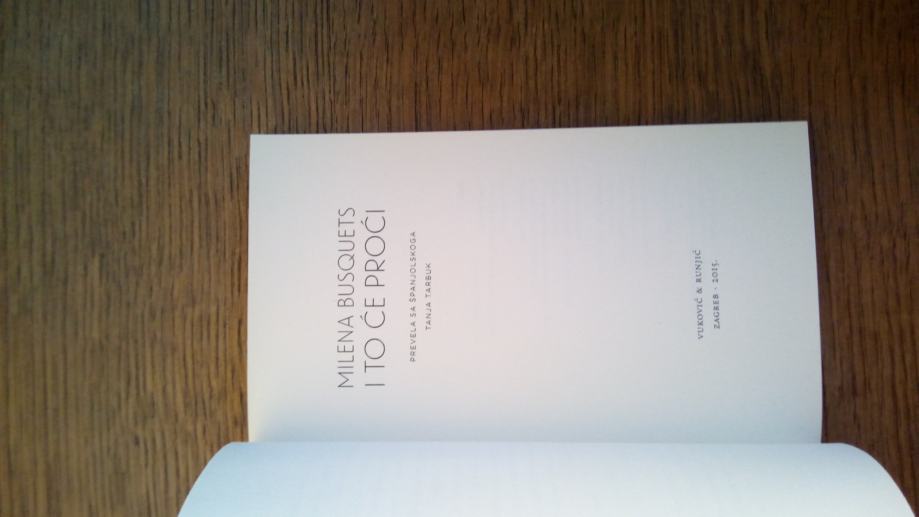 MILENA BUSQUETS
I TO ĆE PROĆI
PREVELA SA ŠPANJOLSKOGA
TANJA TARBUK
VUKOVIĆ & RUNJIĆ
ZAGREB · 2015.